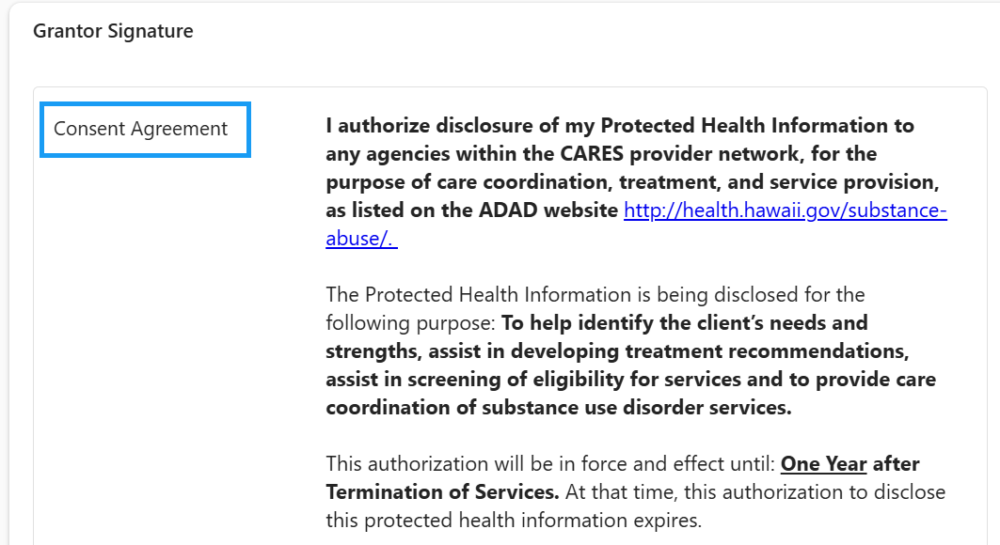 Grantor Signature
Consent Agreement
I authorize disclosure of my Protected Health Information to
any agencies within the CARES provider network, for the
purpose of care coordination, treatment, and service provision,
as listed on the ADAD website http://health.hawaii.gov/substance-
abuse/.
The Protected Health Information is being disclosed for the
following purpose: To help identify the client’s needs and
strengths, assist in developing treatment recommendations,
assist in screening of eligibility for services and to provide care
coordination of substance use disorder services.
This authorization will be in force and effect until: One Year after
Termination of Services. At that time, this authorization to disclose
this protected health information expires.